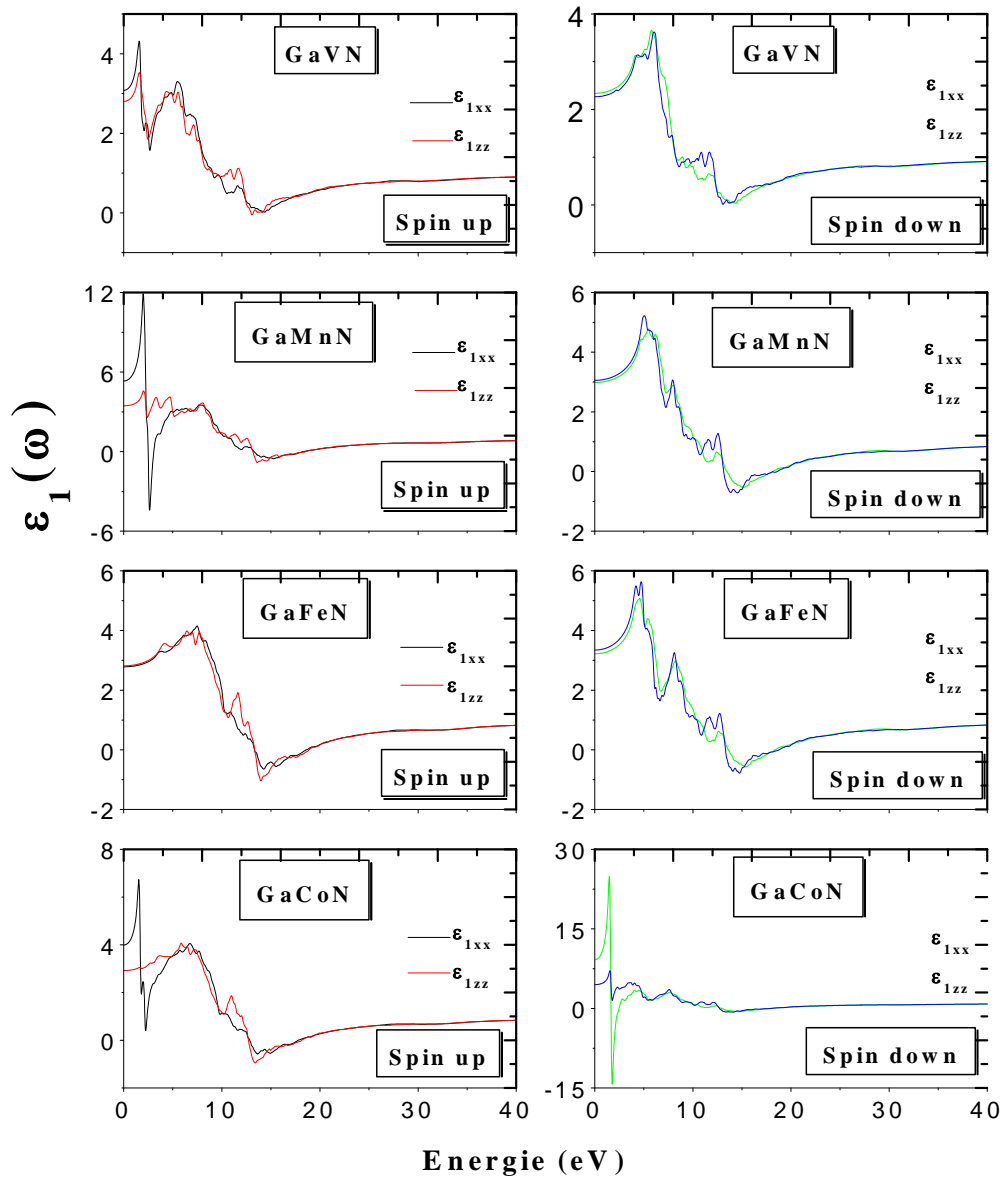 4
2
0
GaVN
ε1xx
ε1zz
Spin up
4
2
0
GaVN
ε1xx
ε1zz
Spin down
12
6
0
-6
GaMnN
ε1xx
ε1zz
Spin up
6
4
2
0
-2
GaMnN
ε1xx
ε1zz
Spin down
ε1(ω)
6
4
2
0
-2
GaFeN
ε1xx
ε1zz
Spin up
6
4
2
0
-2
GaFeN
ε1xx
ε1zz
Spin down
8
4
0
GaCoN
ε1xx
ε1zz
Spin up
0 10 20 30 40
30
15
0
-15
GaCoN
ε1xx
ε1zz
Spin down
0 10 20 30 40
Energie (eV)